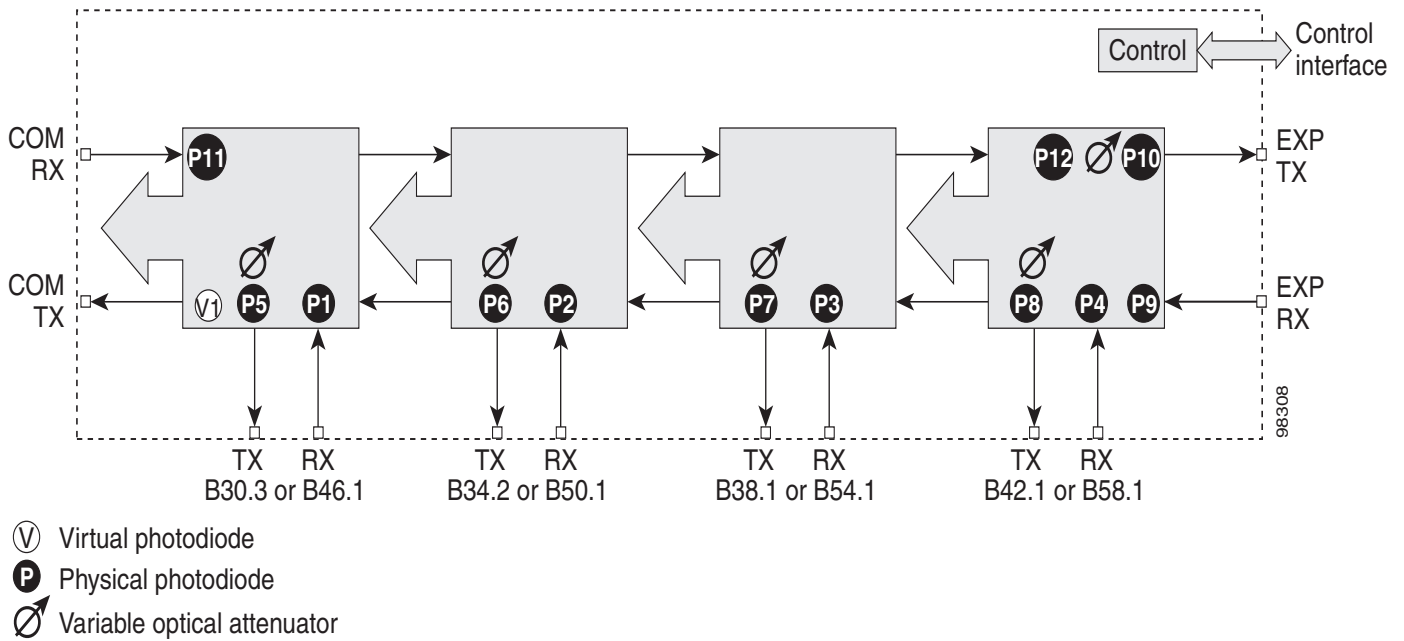 Control
Control
interface
COM
RX
P11
P12
P10
EXP
TX
COM
TX
V1
P5
P1
P6
P2
P7
P3
P8
P4
P9
EXP
RX
98308
TX
RX
TX
RX
TX
RX
TX
RX
B30.3 or B46.1
B34.2 or B50.1
B38.1 or B54.1
B42.1 or B58.1
V Virtual photodiode
P Physical photodiode
Variable optical attenuator